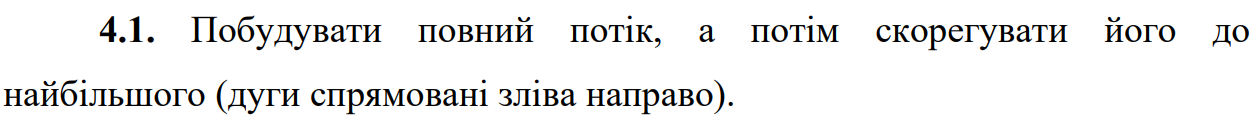 4.1. Побудувати повний потік, а потім скорегувати його до
найбільшого (дуги спрямовані зліва направо).